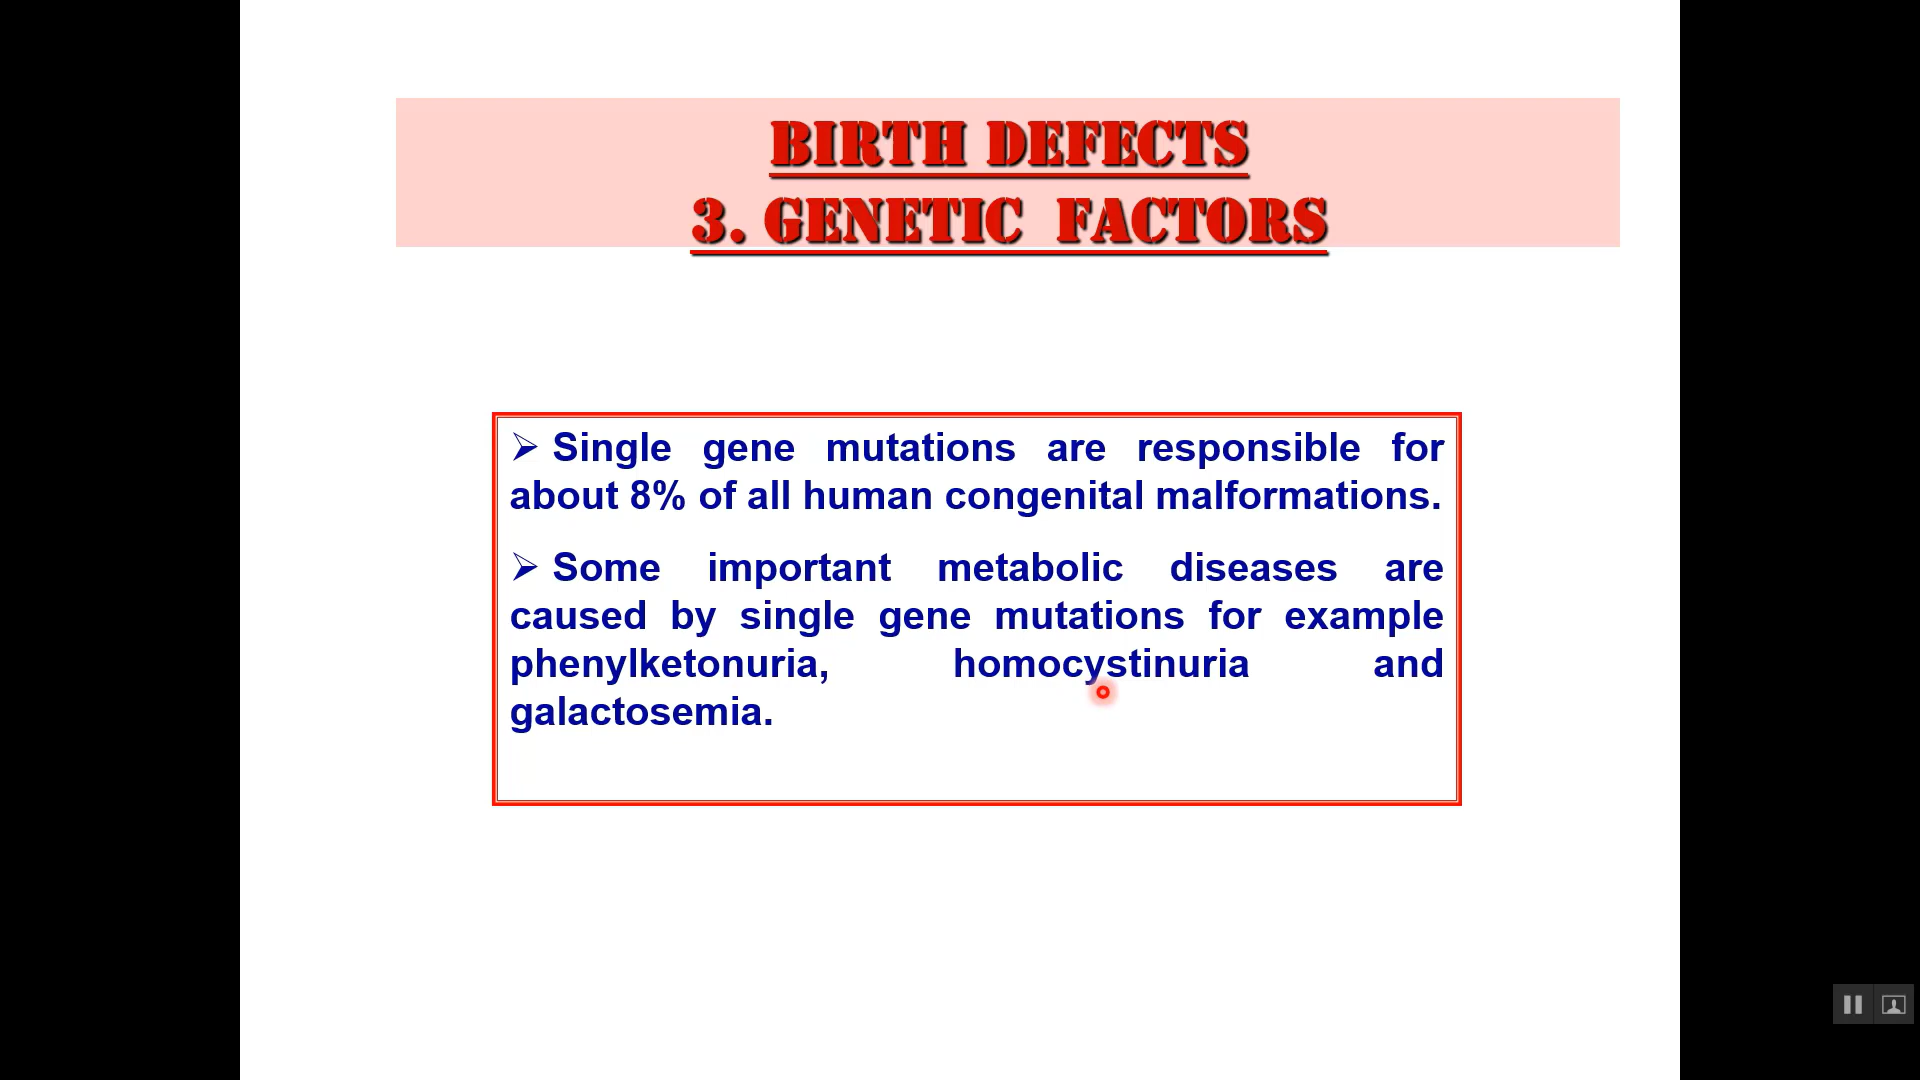 BIRTH DEFECTS
3. GENETIC FACTORS
➢ Single gene mutations are responsible for
about 8% of all human congenital malformations.
➢ Some important metabolic diseases are
caused by single gene mutations for example
phenylketonuria, homocystinuria and
galactosemia.